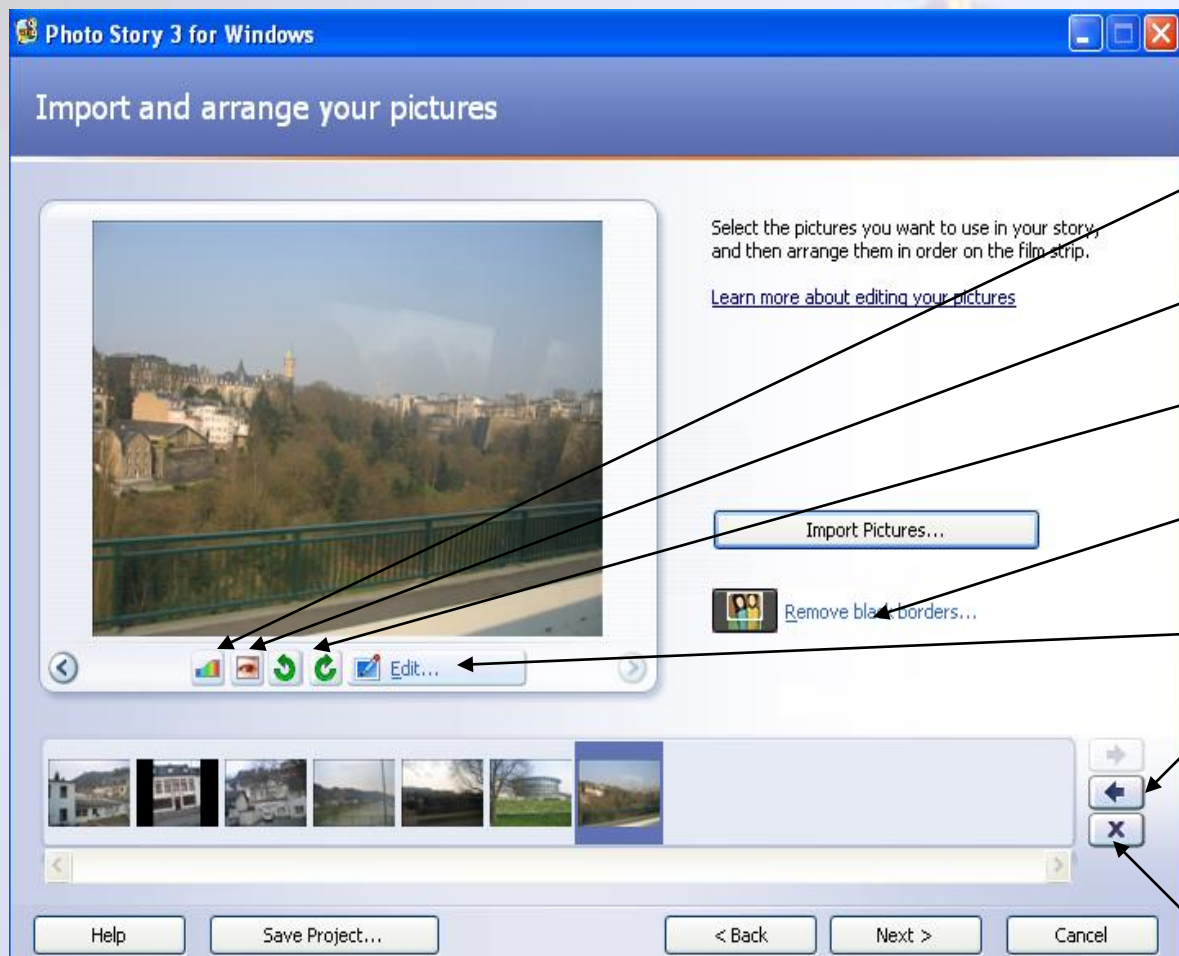 Photo Story 3 for Windows
Import and arrange your pictures
Select the pictures you want to use in your story,
and then arrange them in order on the film strip.
Learn more about editing your pictures
Import Pictures...
Remove black borders...
Edit...
Help
Save Project...
< Back
Next >
Cancel